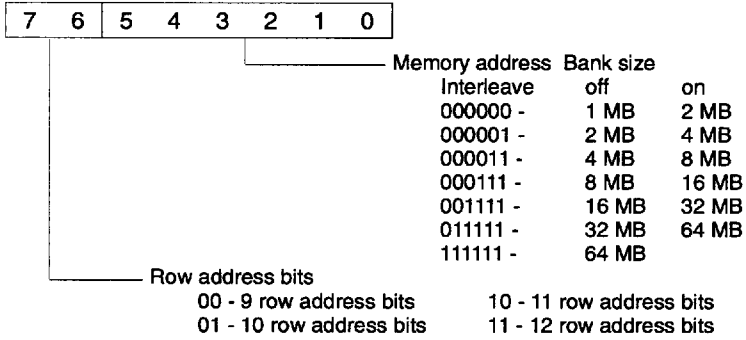 7 6 5 4 3 2 1 0
Memory address Bank size
Interleave off on
000000 - 1 MB 2 MB
000001 - 2 MB 4 MB
000011 - 4 MB 8 MB
000111 - 8 MB 16 MB
001111 - 16 MB 32 MB
011111 - 32 MB 64 MB
111111 - 64 MB
Row address bits
00 - 9 row address bits 10 - 11 row address bits
01 - 10 row address bits 11 - 12 row address bits